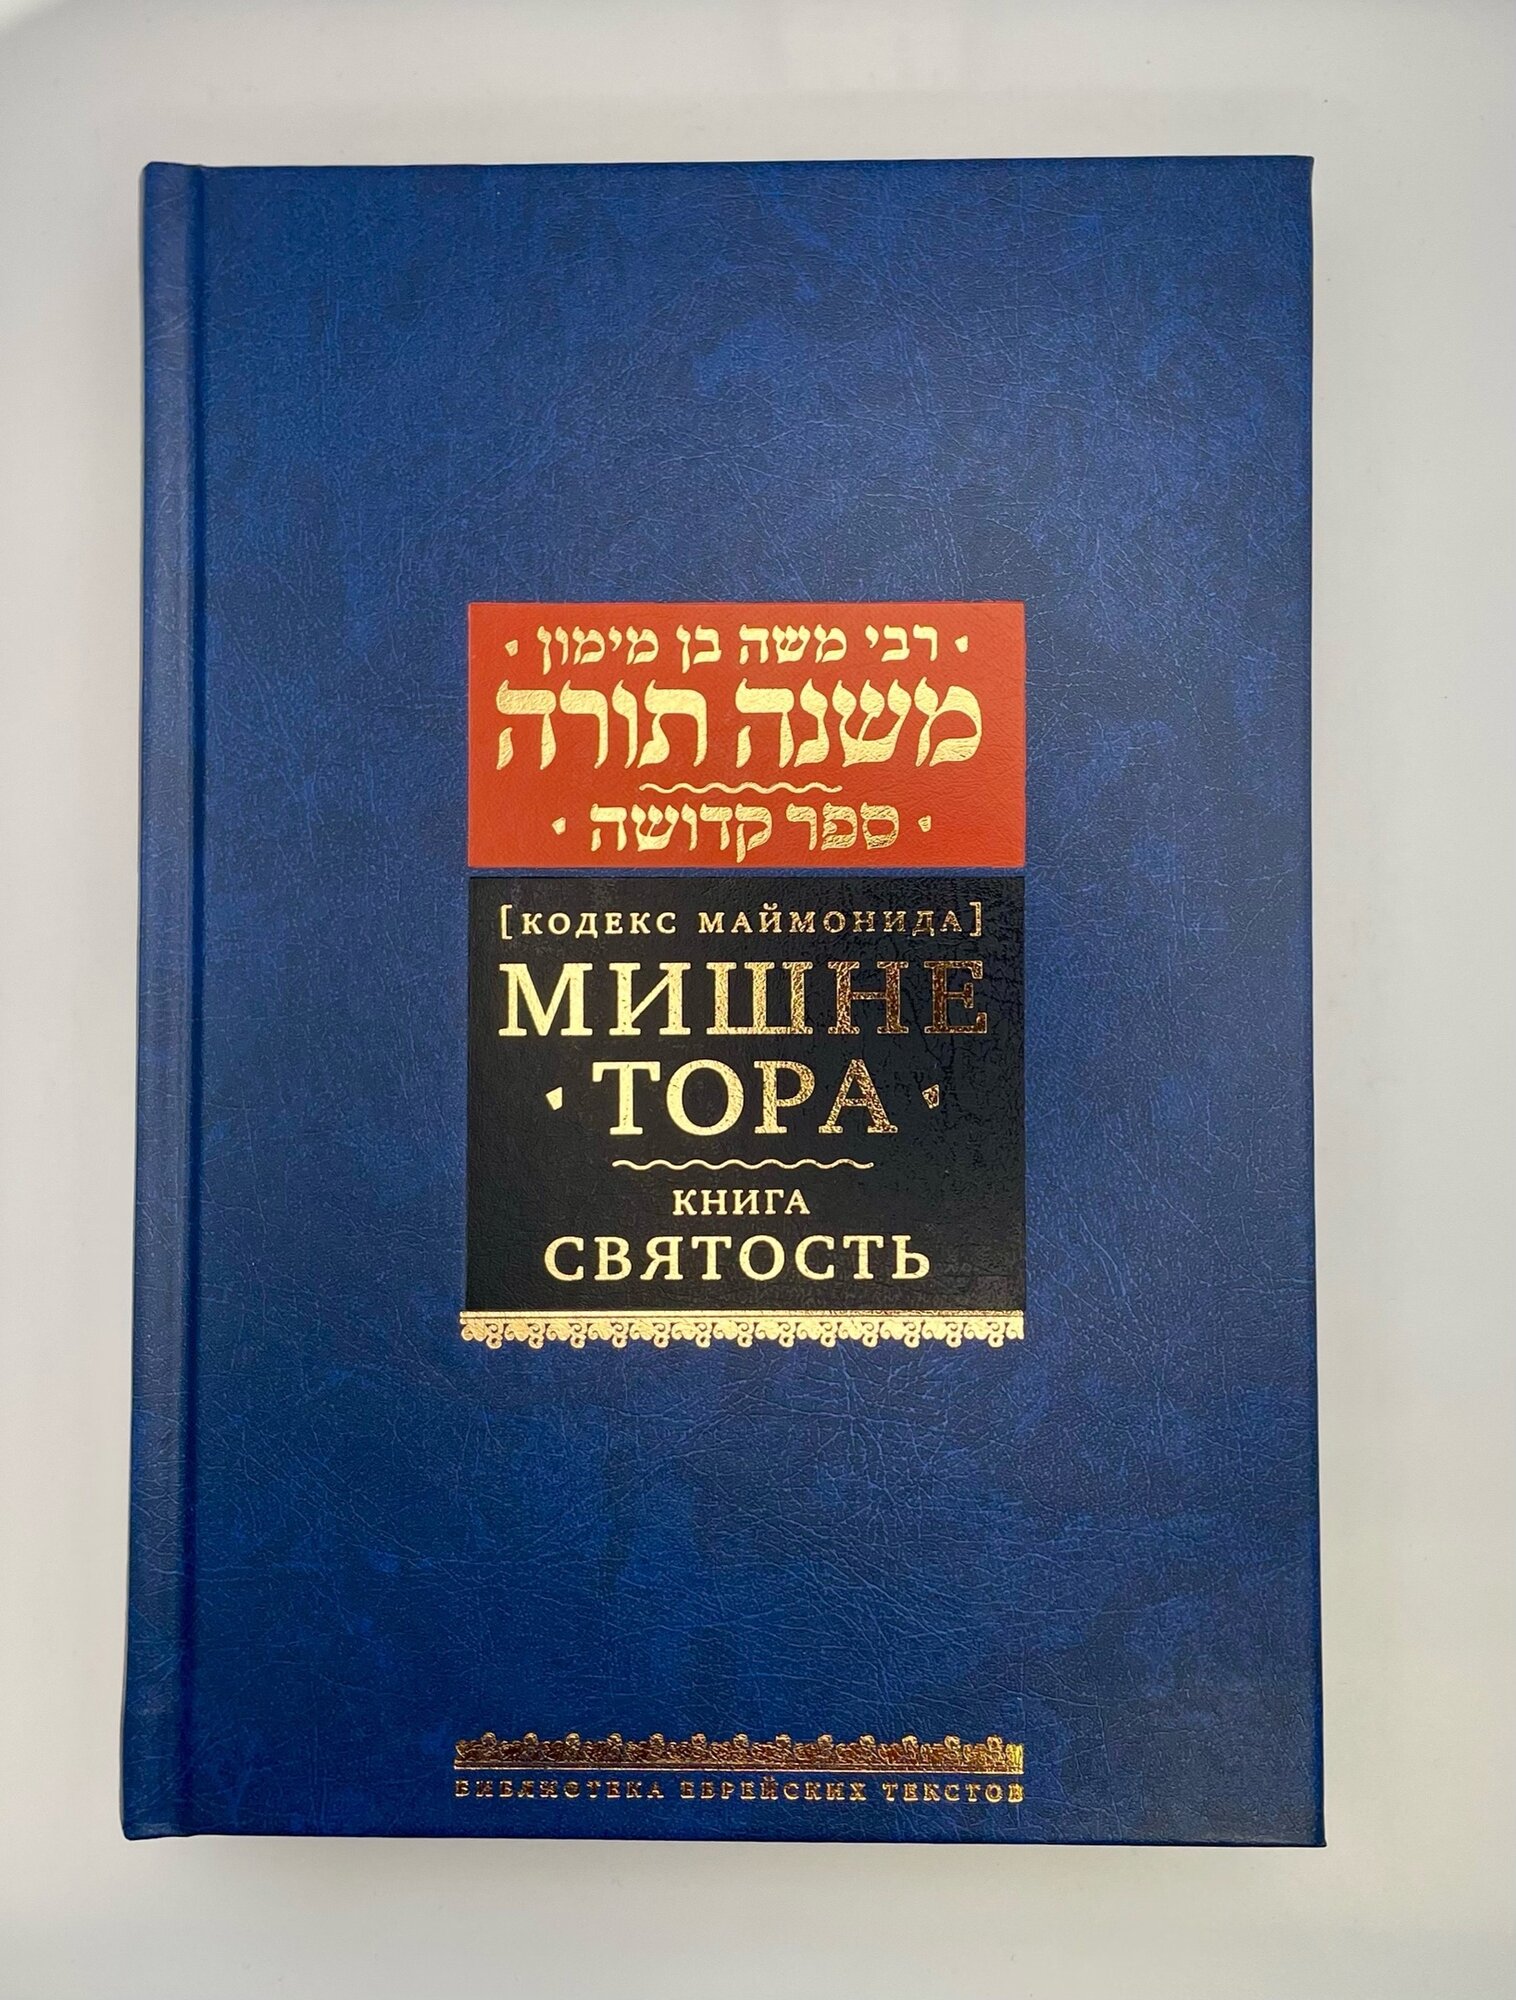 רבי משה בן מימון
משנה תורה
ספר קדושה
[КОДЕКС МАЙМОНИДА]
МИШНЕ
ТОРА
КНИГА
СВЯТОСТЬ
БИБЛИОТЕКА ЕВРЕЙСКИХ ТЕКСТОВ